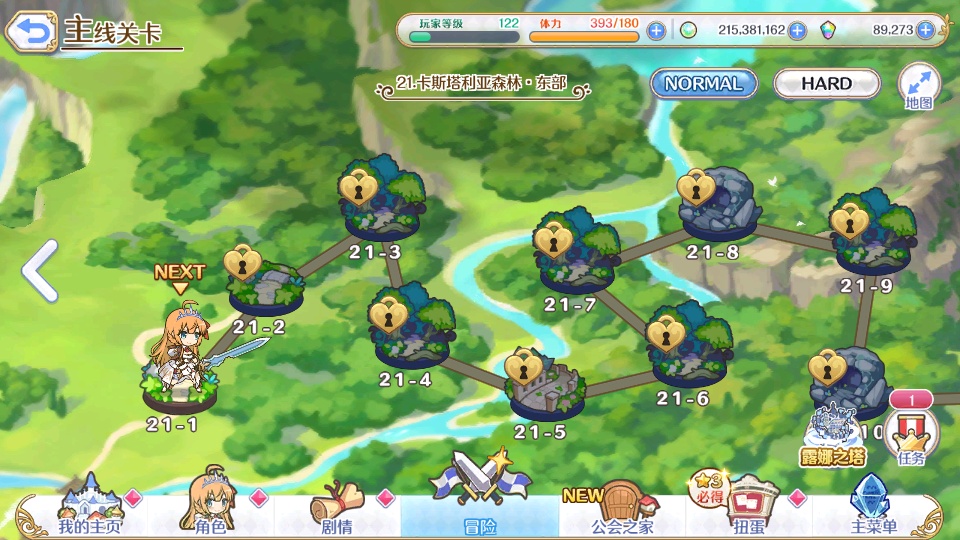 主线关卡
玩家等级 122
体力 393/180
215,381,162
89,273
21.卡斯塔利亚森林·东部
NORMAL
HARD
地图
21-3
21-8
NEXT
21-2
21-7
21-9
21-4
21-6
21-1
21-5
10
1
露娜之塔
任务
NEW
★3
必得
我的主页
角色
剧情
冒险
公会之家
扭蛋
主菜单